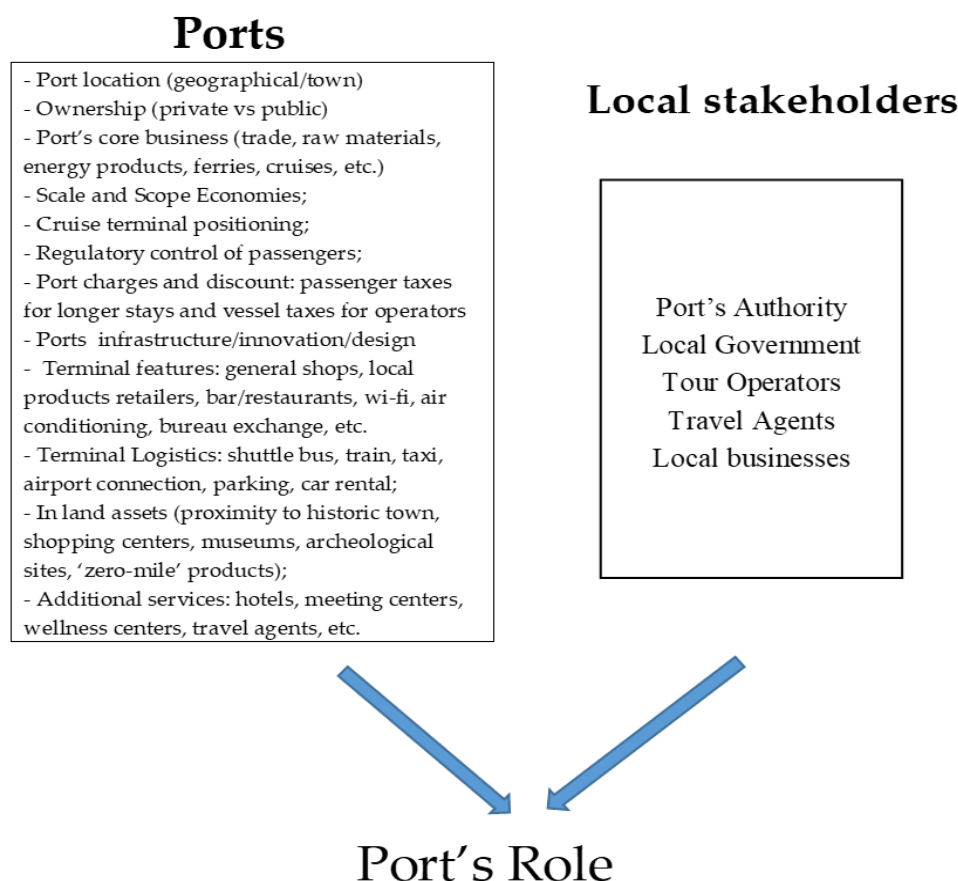 Ports
- Port location (geographical/town)
- Ownership (private vs public)
- Port's core business (trade, raw materials,
energy products, ferries, cruises, etc.)
- Scale and Scope Economies;
- Cruise terminal positioning;
- Regulatory control of passengers;
- Port charges and discount: passenger taxes
for longer stays and vessel taxes for operators
- Ports infrastructure/innovation/design
- Terminal features: general shops, local
products retailers, bar/restaurants, wi-fi, air
conditioning, bureau exchange, etc.
- Terminal Logistics: shuttle bus, train, taxi,
airport connection, parking, car rental;
- In land assets (proximity to historic town,
shopping centers, museums, archeological
sites, 'zero-mile' products);
- Additional services: hotels, meeting centers,
wellness centers, travel agents, etc.
Local stakeholders
Port's Authority
Local Government
Tour Operators
Travel Agents
Local businesses
Port's Role